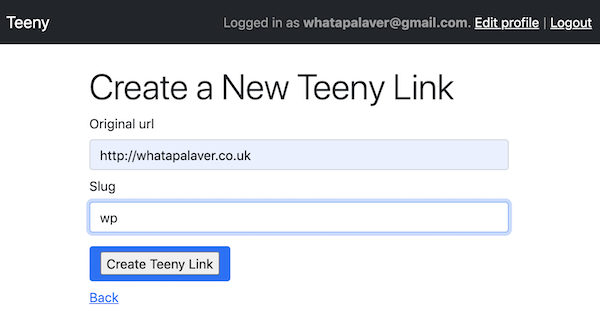 Teeny Logged in as whatapalaver@gmail.com. Edit profile | Logout
Create a New Teeny Link
Original url
http://whatapalaver.co.uk
Slug
wp
Create Teeny Link
Back